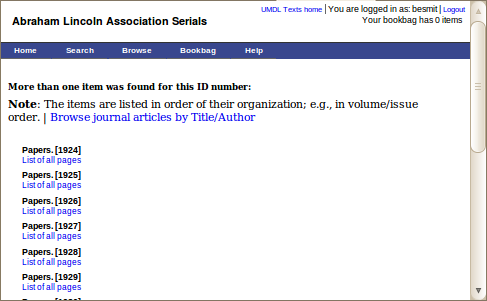 UMDL Texts home | You are logged in as: besmit | Logout
Abraham Lincoln Association Serials
Your bookbag has 0 items
Home Search Browse Bookbag Help
More than one item was found for this ID number:
Note: The items are listed in order of their organization; e.g., in volume/issue
order. | Browse journal articles by Title/Author
Papers. [1924]
List of all pages
Papers. [1925]
List of all pages
Papers. [1926]
List of all pages
Papers. [1927]
List of all pages
Papers. [1928]
List of all pages
Papers. [1929]
List of all pages